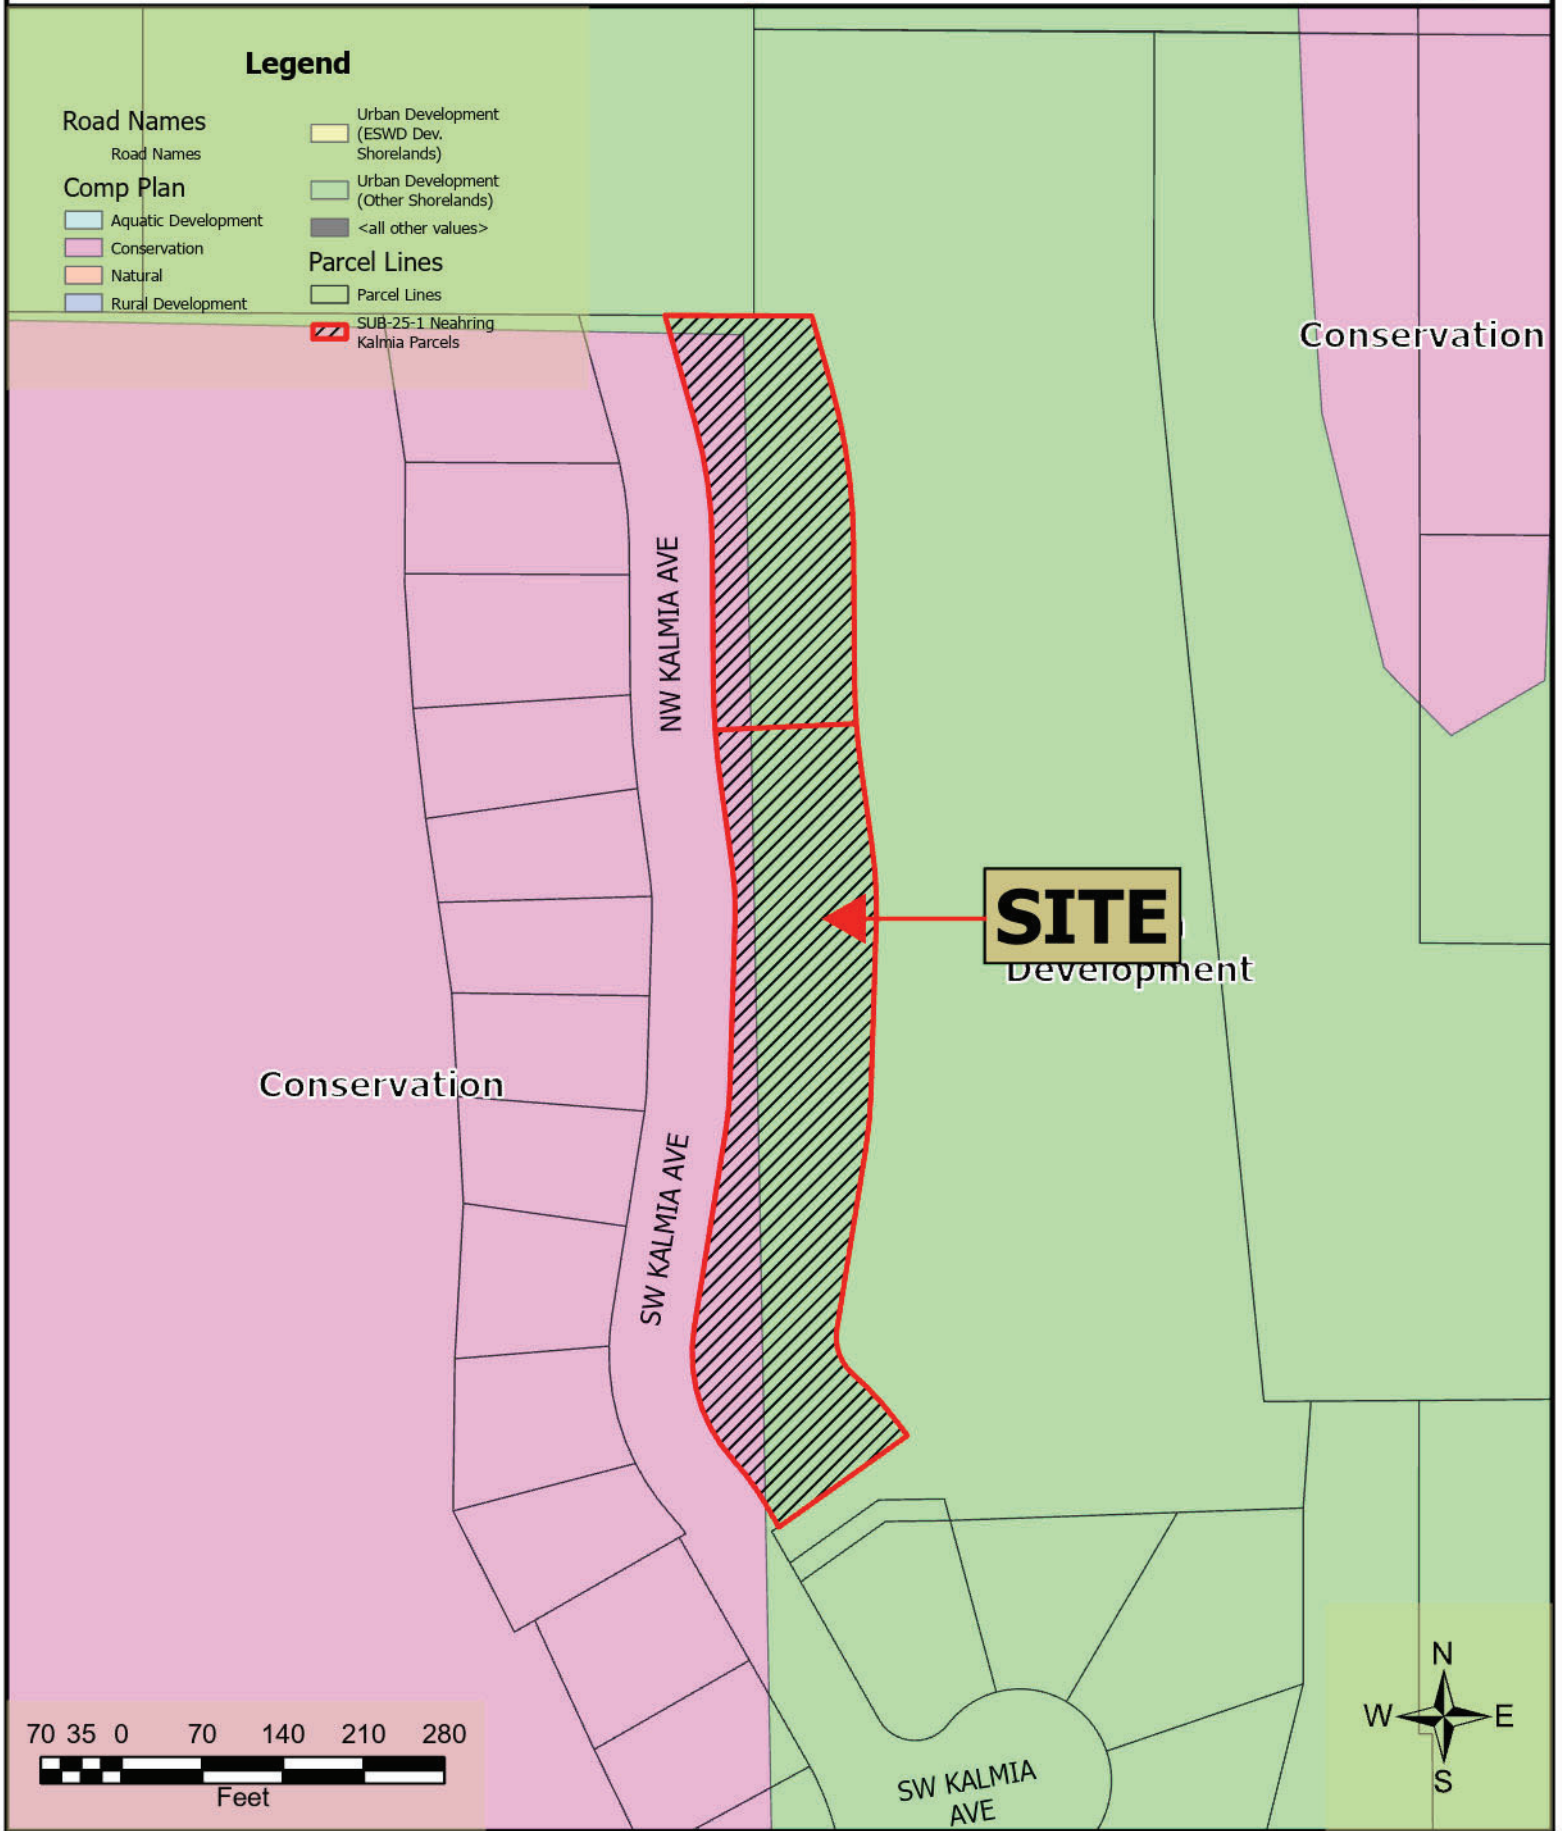 Legend
Road Names
Road Names
Comp Plan
Aquatic Development
Conservation
Natural
Rural Development
Urban Development
(ESWD Dev.
Shorelands)
Urban Development
(Other Shorelands)
<all other values>
Parcel Lines
Parcel Lines
SUB-25-1 Neahring
Kalmia Parcels
Conservation
NW KALMIA AVE
SITE
Development
Conservation
SW KALMIA AVE
70 35 0 70 140 210 280
Feet
SW KALMIA
AVE
N
W E
S